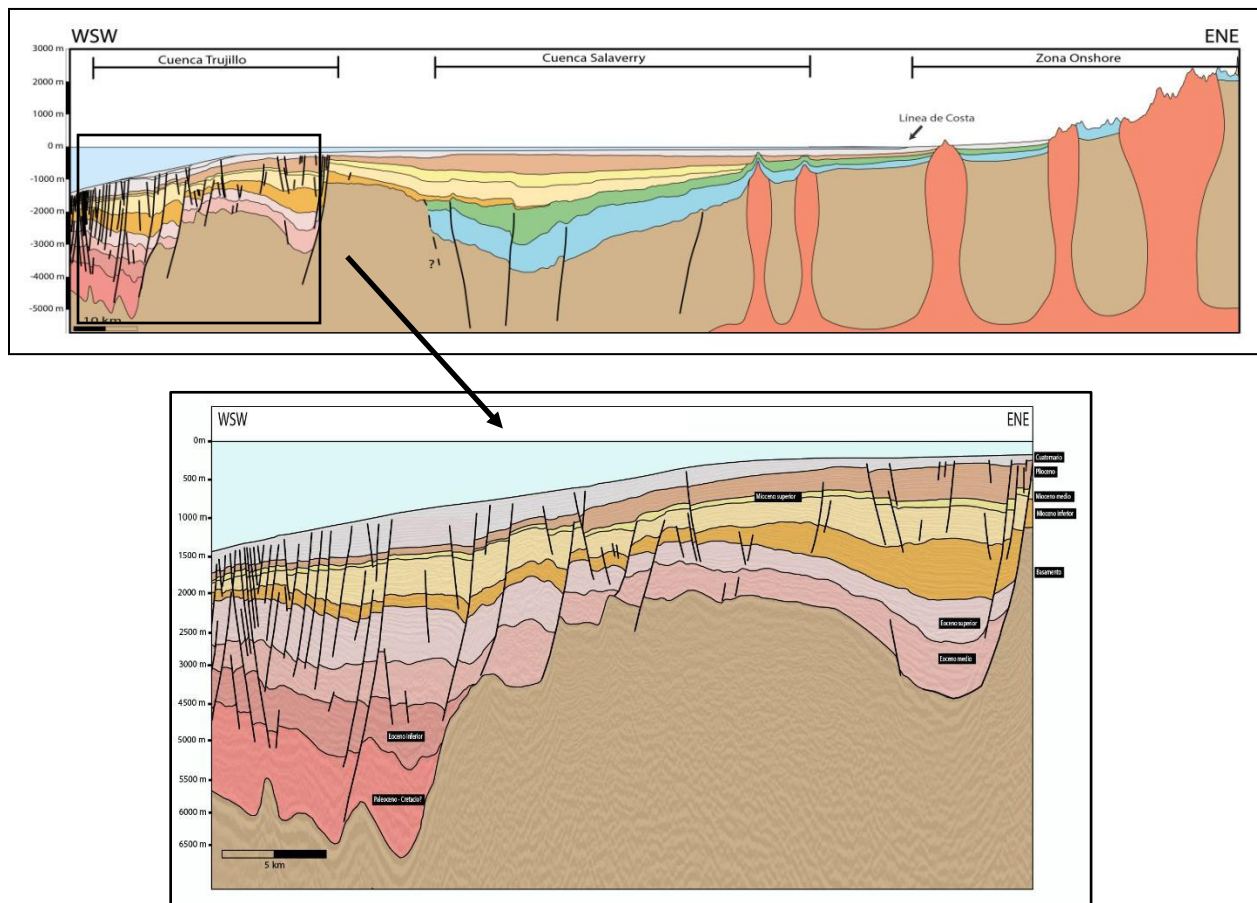 WSW
ENE
3000 m
Cuenca Trujillo
Cuenca Salaverry
Zona Onshore
2000 m
1000 m
Línea de Costa
0 m
-1000 m
-2000 m
-3000 m
?
-4000 m
-5000 m
10 km
WSW
ENE
0m
Cuaternario
Plioceno
500 m
Mioceno superior
Mioceno medio
Mioceno inferior
1000 m
1500 m
Basamento
2000 m
Eoceno superior
2500 m
Eoceno medio
3000 m
4500 m
Eoceno inferior
5000 m
5500 m
Paleoceno - Cretacio?
6000 m
6500 m
5 km